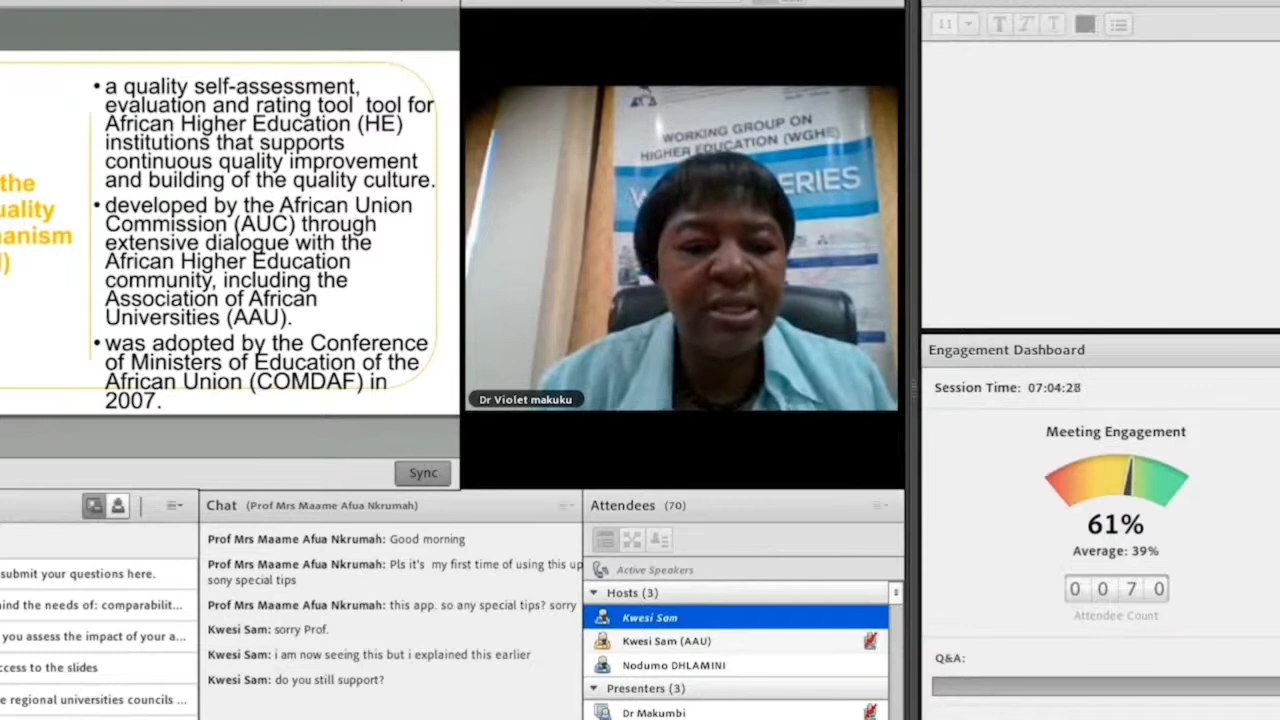 the
uality
anism
)
• a quality self-assessment,
evaluation and rating tool tool for
African Higher Education (HE)
institutions that supports
continuous quality improvement
and building of the quality culture.
• developed by the African Union
Commission (AUC) through
extensive dialogue with the
African Higher Education
community, including the
Association of African
Universities (AAU).
• was adopted by the Conference
of Ministers of Education of the
African Union (COMDAF) in
2007.
Sync
WORKING GROUP ON
HIGHER EDUCATION (WGHE)
W ERIES
Dr Violet makuku
11 T T T
Engagement Dashboard
Session Time: 07:04:28
Meeting Engagement
61%
Average: 39%
0 0 7 0
Attendee Count
Q&A:
submit your questions here.
ind the needs of: comparabilit...
you assess the impact of your a...
ccess to the slides
e regional universities councils ...
Chat (Prof Mrs Maame Afua Nkrumah)
Prof Mrs Maame Afua Nkrumah: Good morning
Prof Mrs Maame Afua Nkrumah: Pls it's my first time of using this up
sony special tips
Prof Mrs Maame Afua Nkrumah: this app. so any special tips? sorry
Kwesi Sam: sorry Prof.
Kwesi Sam: i am now seeing this but i explained this earlier
Kwesi Sam: do you still support?
Attendees (70)
Active Speakers
Hosts (3)
Kwesi Sam
Kwesi Sam (AAU)
Nodumo DHLAMINI
Presenters (3)
Dr Makumbi